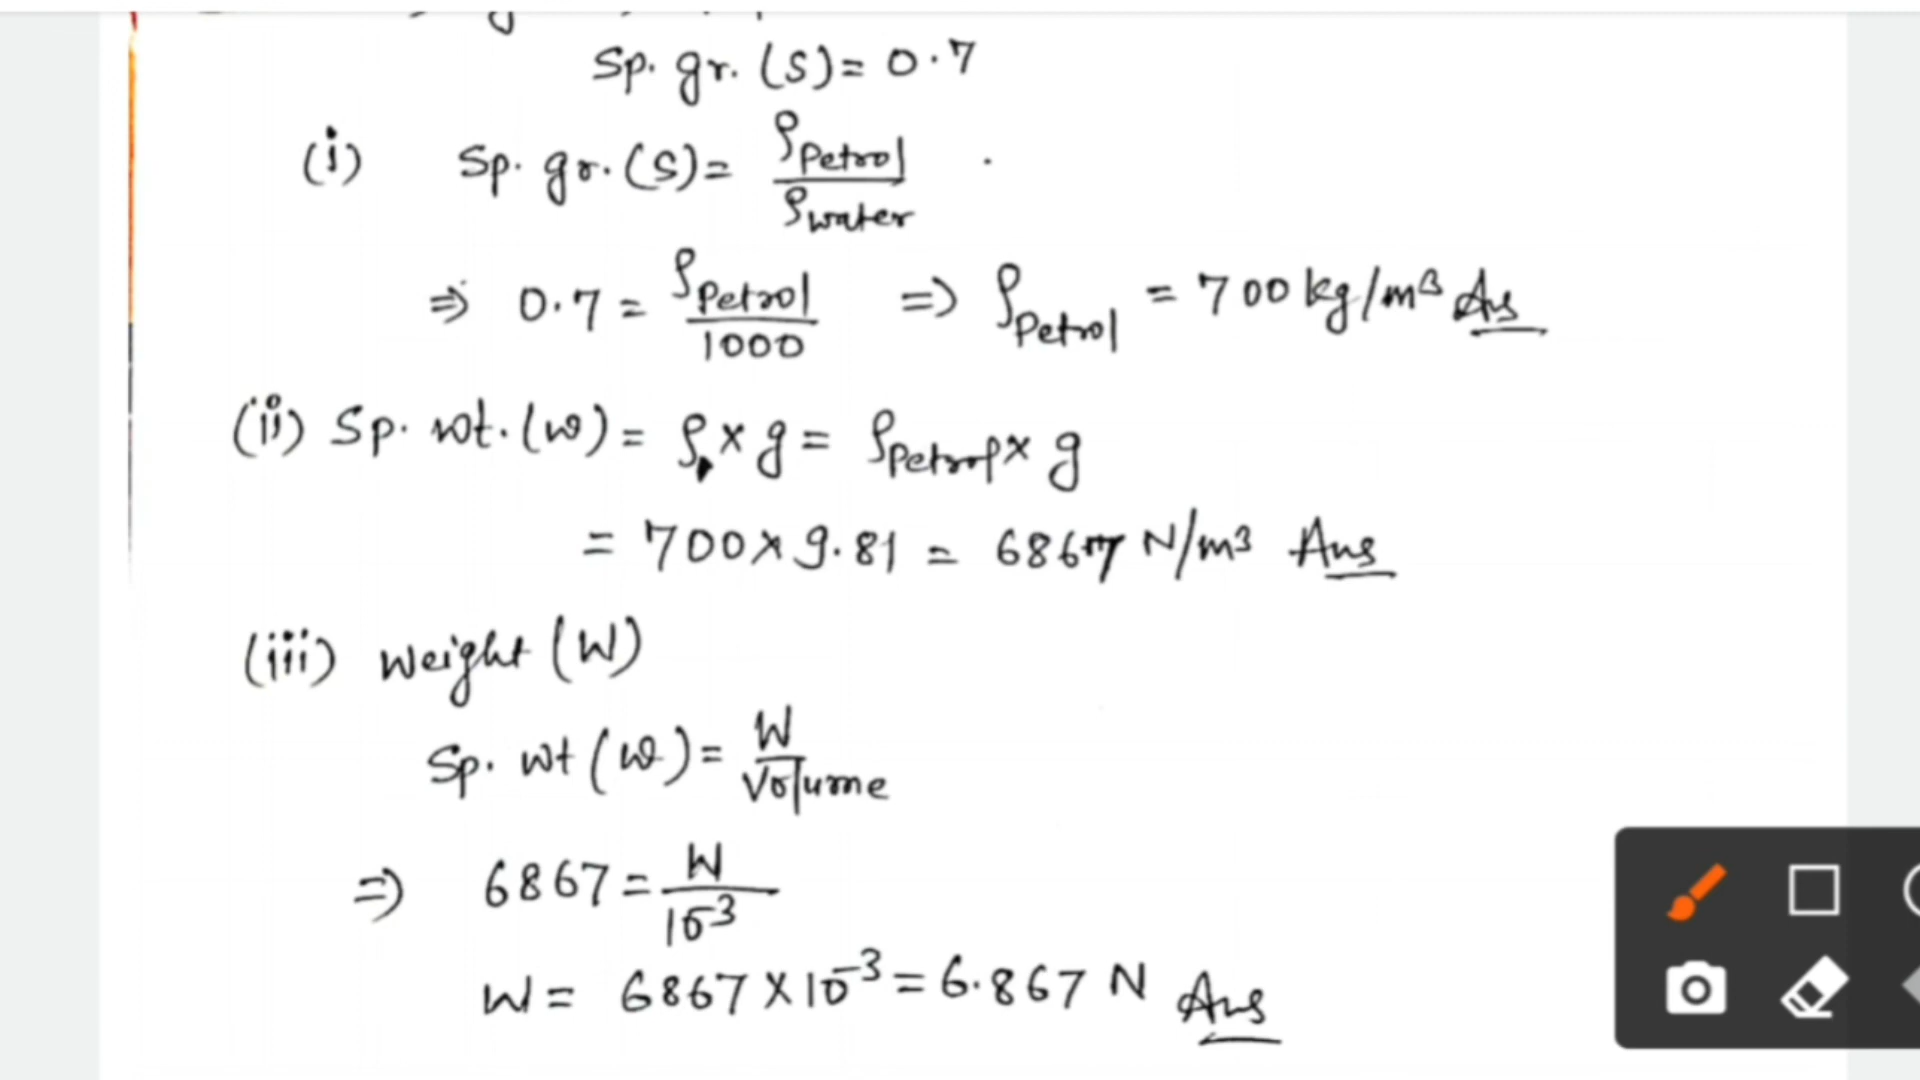 Sp. gr. (S) = 0.7
(i) Sp. gr. (S) = ρPetrol / ρwater
⇒ 0.7 = ρPetrol / 1000 ⇒ ρPetrol = 700 kg/m³ Ans
(ii) Sp. wt. (w) = ρ × g = ρPetrol × g
= 700 × 9.81 = 6867 N/m³ Ans
(iii) Weight (W)
Sp. wt (w) = W / Volume
⇒ 6867 = W / 10⁻³
W = 6867 × 10⁻³ = 6.867 N Ans